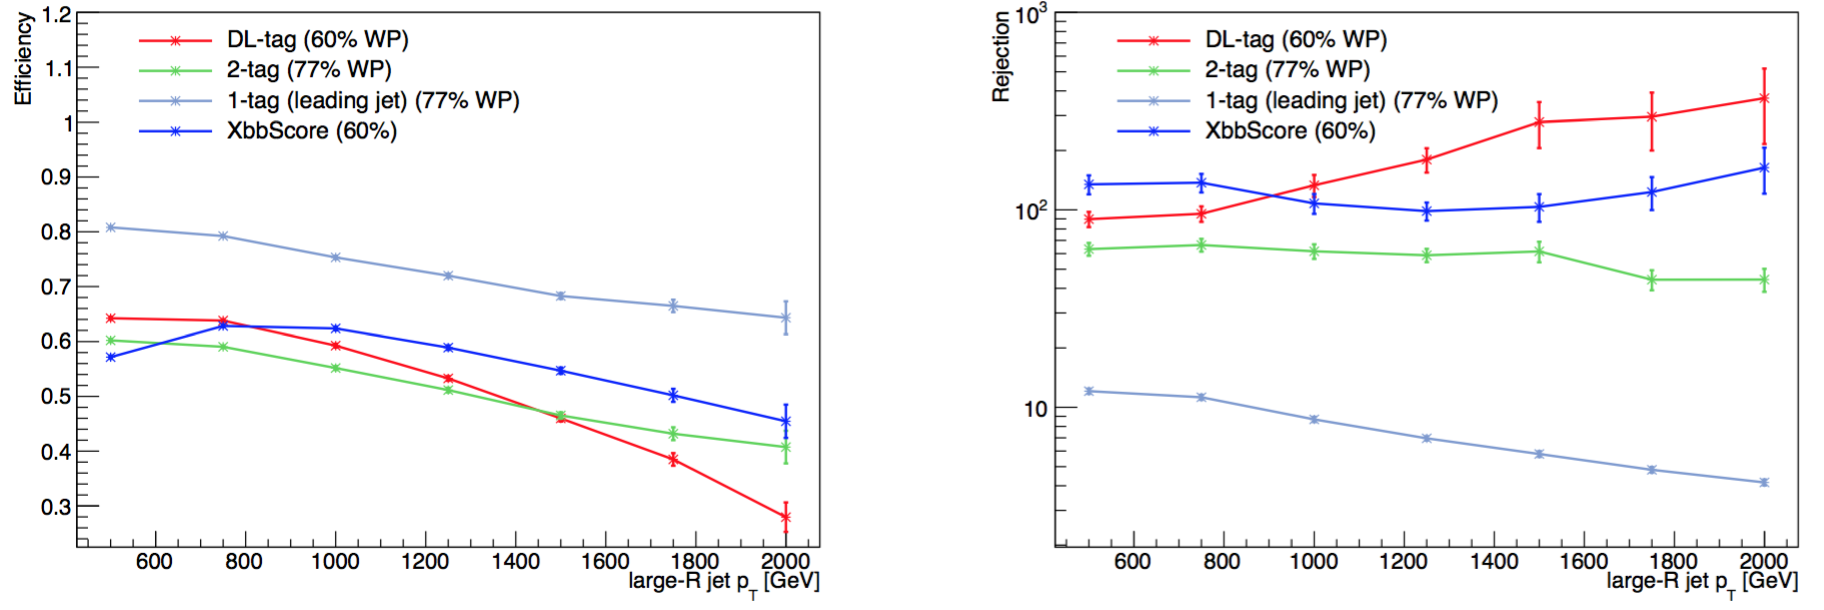 Efficiency
1.2
1.1
1
0.9
0.8
0.7
0.6
0.5
0.4
0.3
DL-tag (60% WP)
2-tag (77% WP)
1-tag (leading jet) (77% WP)
XbbScore (60%)
600 800 1000 1200 1400 1600 1800 2000
large-R jet p_T [GeV]
Rejection
10^3
10^2
10
DL-tag (60% WP)
2-tag (77% WP)
1-tag (leading jet) (77% WP)
XbbScore (60%)
600 800 1000 1200 1400 1600 1800 2000
large-R jet p_T [GeV]